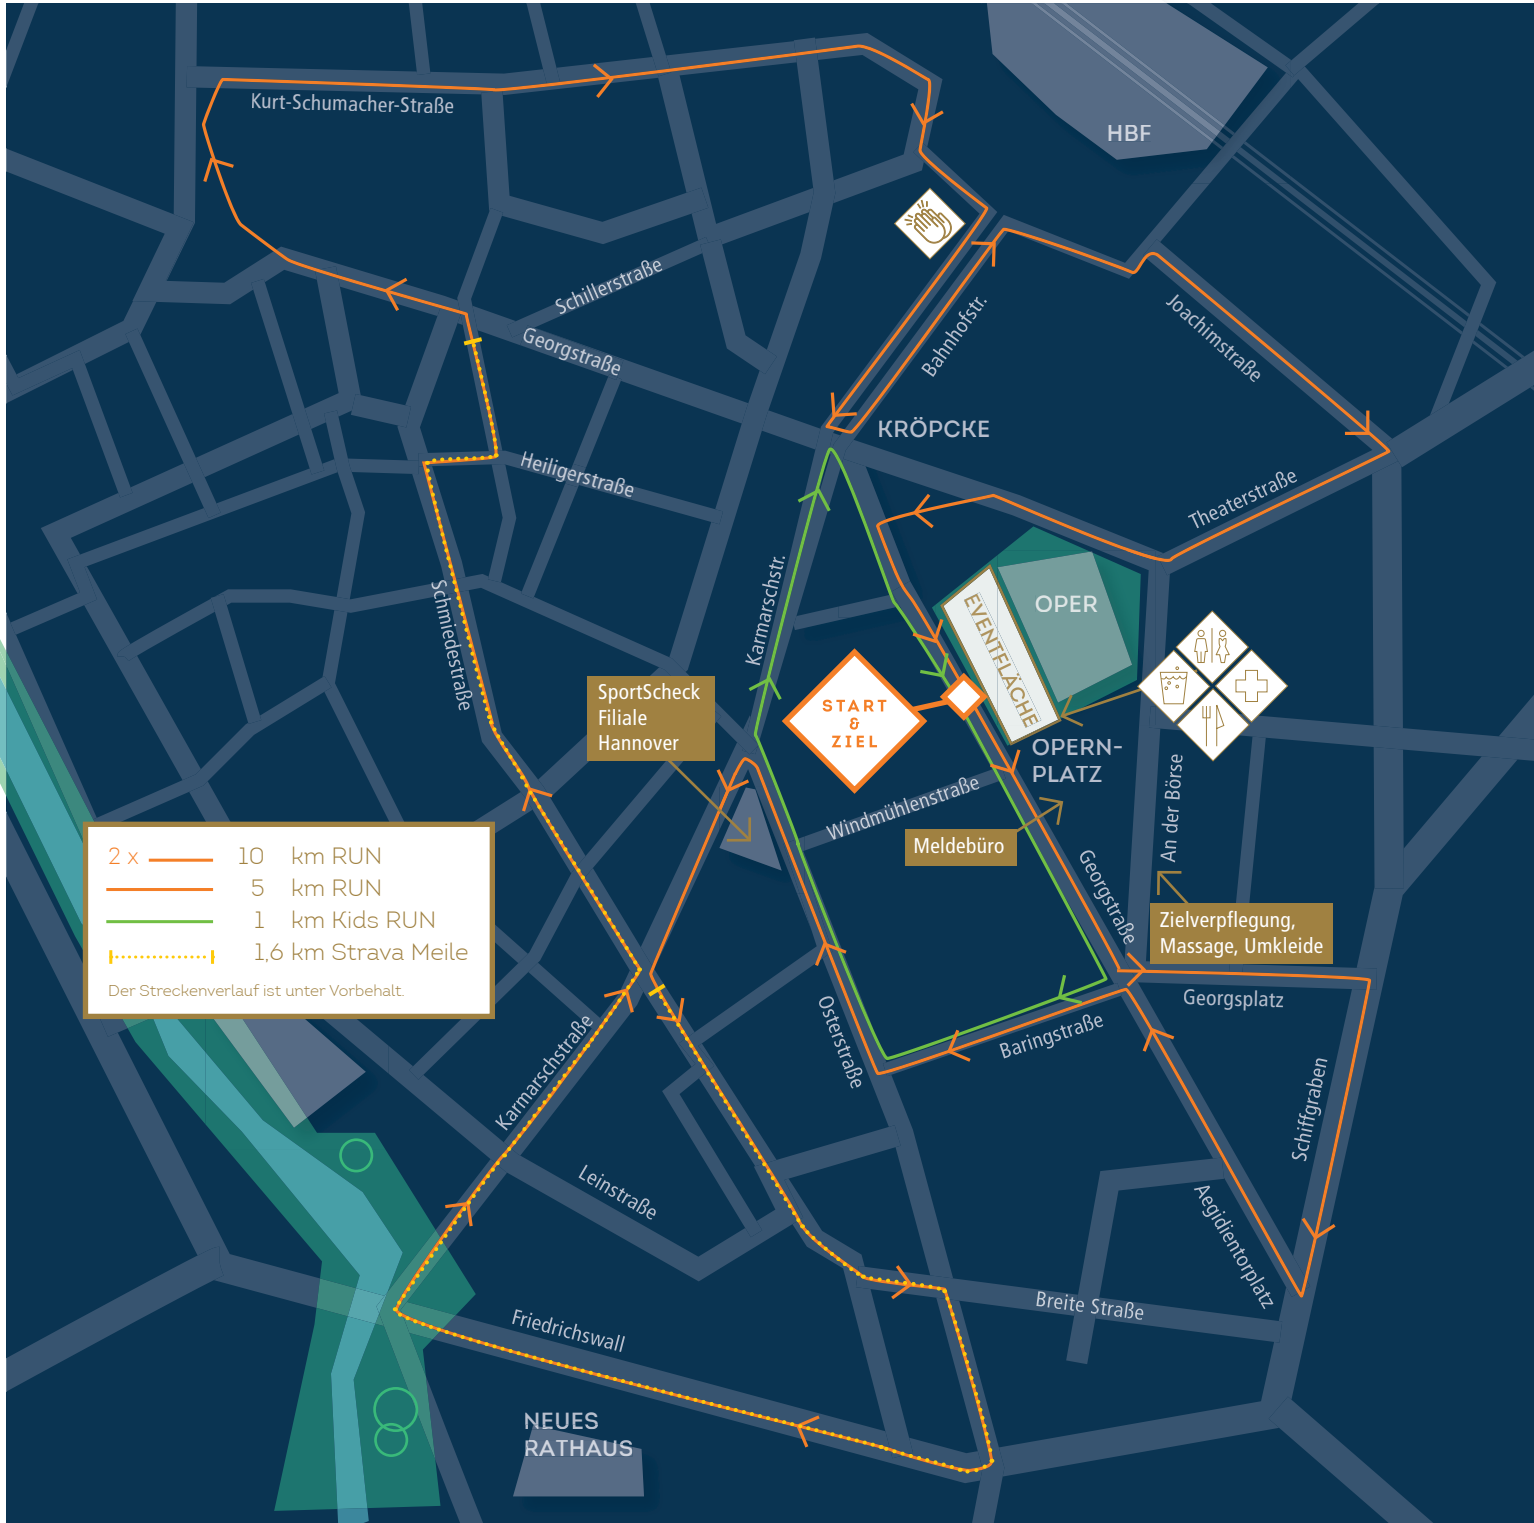 Kurt-Schumacher-Straße
HBF
Schillerstraße
Georgstraße
Bahnhofstr.
Joachimstraße
KRÖPCKE
Heiligerstraße
Theaterstraße
Schmiedestraße
Karmarschstr.
EVENTFLÄCHE
OPER
SportScheck
Filiale
Hannover
START
&
ZIEL
OPERN-
PLATZ
Windmühlenstraße
Meldebüro
An der Börse
Georgstraße
2 x 10 km RUN
5 km RUN
1 km Kids RUN
1,6 km Strava Meile
Der Streckenverlauf ist unter Vorbehalt.
Zielverpflegung,
Massage, Umkleide
Georgsplatz
Osterstraße
Baringstraße
Karmarschstraße
Schiffgraben
Leinstraße
Aegidientorplatz
Breite Straße
Friedrichswall
NEUES
RATHAUS